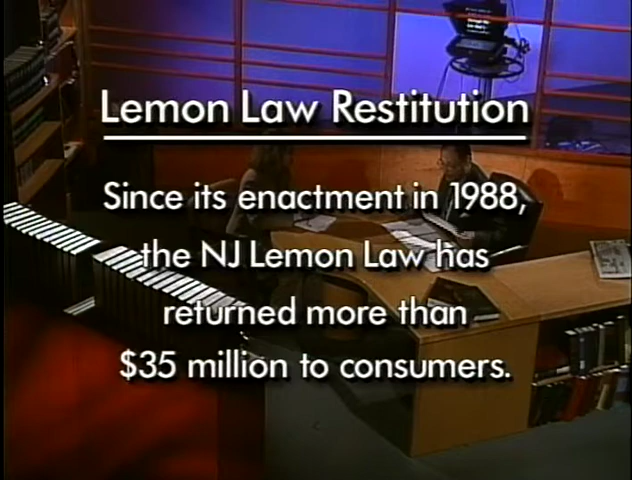 Lemon Law Restitution
Since its enactment in 1988,
the NJ Lemon Law has
returned more than
$35 million to consumers.